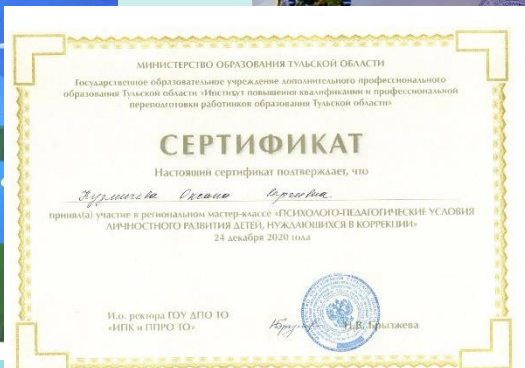 МИНИСТЕРСТВО ОБРАЗОВАНИЯ ТУЛЬСКОЙ ОБЛАСТИ
Государственное образовательное учреждение дополнительного профессионального
образования Тульской области «Институт повышения квалификации и профессиональной
переподготовки работников образования Тульской области»
СЕРТИФИКАТ
Настоящий сертификат подтверждает, что
Кузмичева Оксана Сергеевна
принял(а) участие в региональном мастер-классе «ПСИХОЛОГО-ПЕДАГОГИЧЕСКИЕ УСЛОВИЯ
ЛИЧНОСТНОГО РАЗВИТИЯ ДЕТЕЙ, НУЖДАЮЩИХСЯ В КОРРЕКЦИИ»
24 декабря 2020 года
И.о. ректора ГОУ ДПО ТО
«ИПК и ППРО ТО»